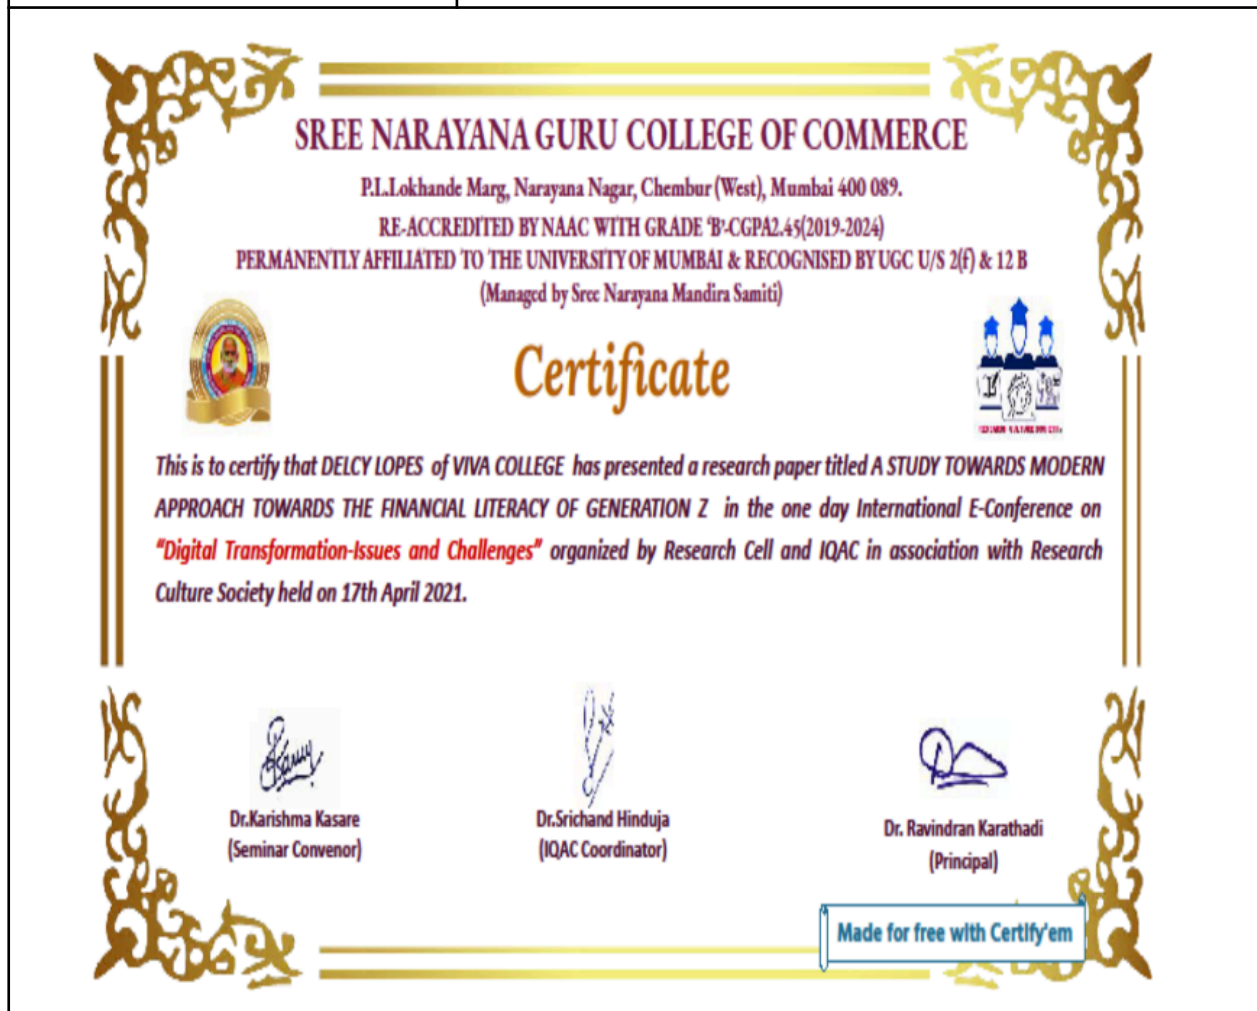 SREE NARAYANA GURU COLLEGE OF COMMERCE
P.L.Lokhande Marg, Narayana Nagar, Chembur (West), Mumbai 400 089.
RE-ACCREDITED BY NAAC WITH GRADE 'B'-CGPA2.45(2019-2024)
PERMANENTLY AFFILIATED TO THE UNIVERSITY OF MUMBAI & RECOGNISED BY UGC U/S 2(f) & 12 B
(Managed by Sree Narayana Mandira Samiti)
Certificate
This is to certify that DELCY LOPES of VIVA COLLEGE has presented a research paper titled A STUDY TOWARDS MODERN
APPROACH TOWARDS THE FINANCIAL LITERACY OF GENERATION Z in the one day International E-Conference on
"Digital Transformation-Issues and Challenges" organized by Research Cell and IQAC in association with Research
Culture Society held on 17th April 2021.
Dr.Karishma Kasare
(Seminar Convenor)
Dr.Srichand Hinduja
(IQAC Coordinator)
Dr. Ravindran Karathadi
(Principal)
Made for free with Certify'em